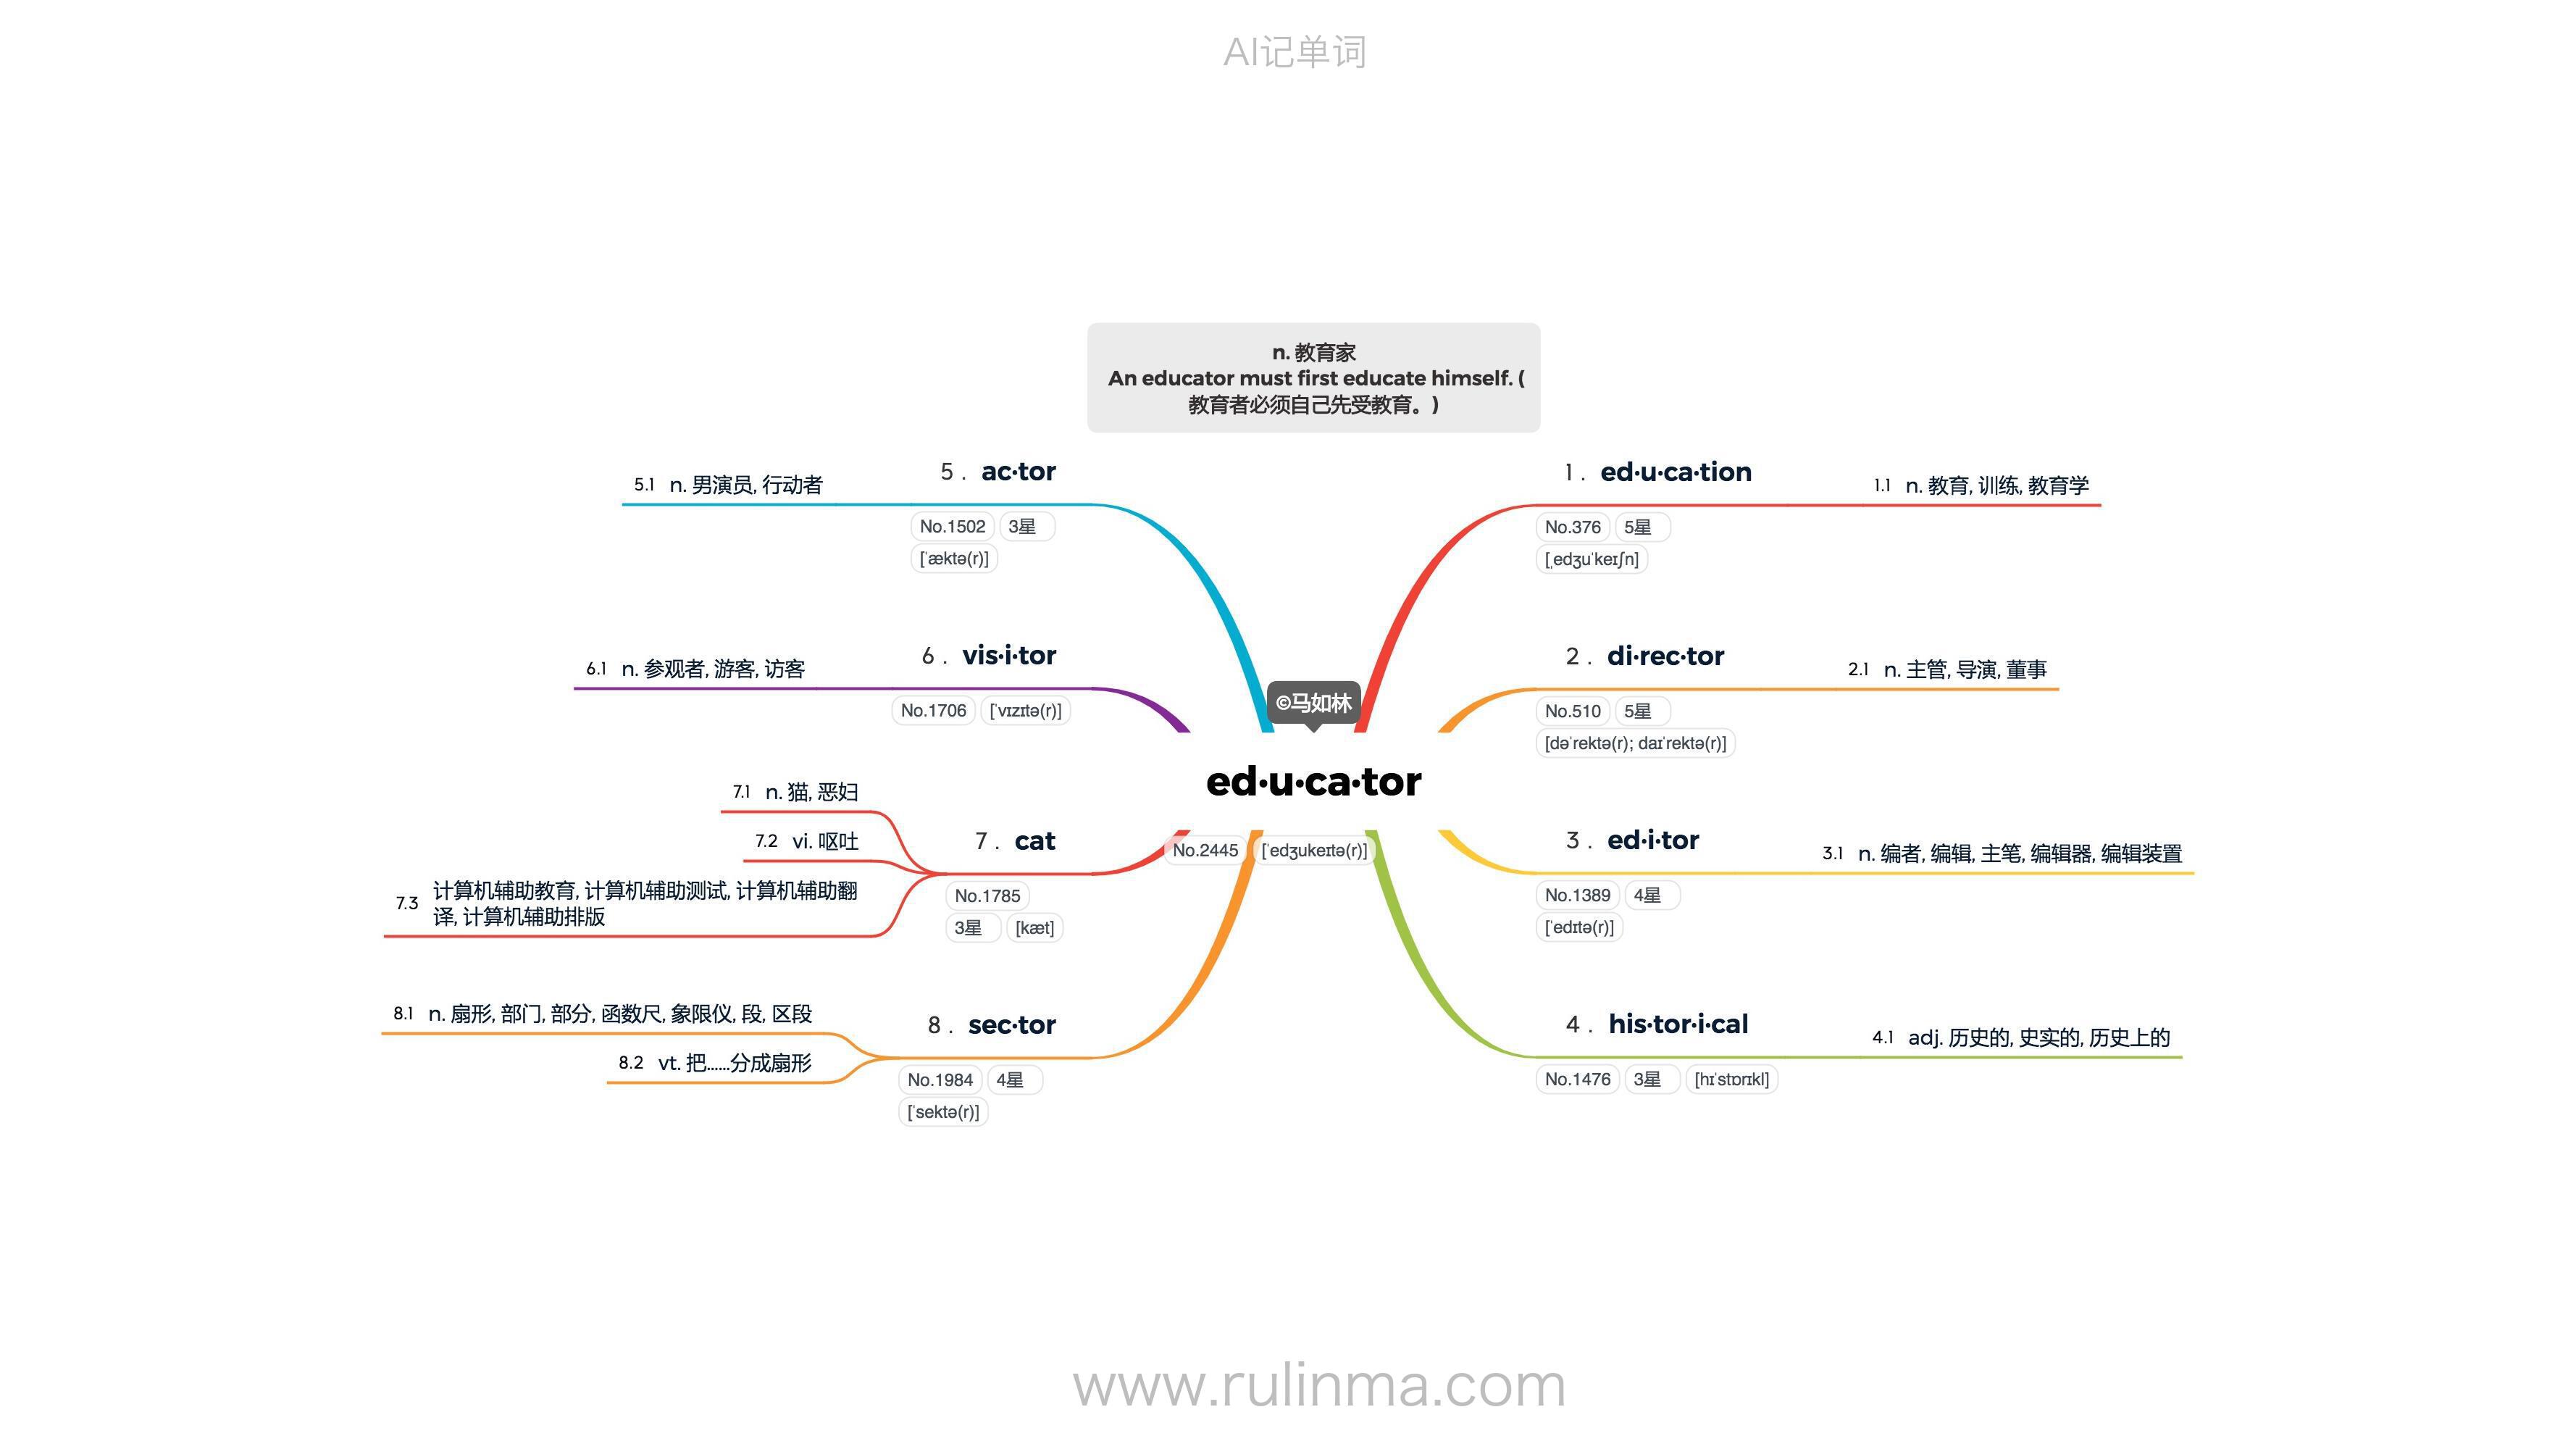 AI记单词
n. 教育家
An educator must first educate himself. (
教育者必须自己先受教育。)
©马如林
ed·u·ca·tor
No.2445 [ˈedʒukeɪtə(r)]
1 . ed·u·ca·tion
No.376 5星
[ˌedʒuˈkeɪʃn]
1.1 n. 教育, 训练, 教育学
2 . di·rec·tor
No.510 5星
[dəˈrektə(r); daɪˈrektə(r)]
2.1 n. 主管, 导演, 董事
3 . ed·i·tor
No.1389 4星
[ˈedɪtə(r)]
3.1 n. 编者, 编辑, 主笔, 编辑器, 编辑装置
4 . his·tor·i·cal
No.1476 3星 [hɪˈstɒrɪkl]
4.1 adj. 历史的, 史实的, 历史上的
5 . ac·tor
No.1502 3星
[ˈæktə(r)]
5.1 n. 男演员, 行动者
6 . vis·i·tor
No.1706 [ˈvɪzɪtə(r)]
6.1 n. 参观者, 游客, 访客
7 . cat
No.1785
3星 [kæt]
7.1 n. 猫, 恶妇
7.2 vi. 呕吐
7.3 计算机辅助教育, 计算机辅助测试, 计算机辅助翻
译, 计算机辅助排版
8 . sec·tor
No.1984 4星
[ˈsektə(r)]
8.1 n. 扇形, 部门, 部分, 函数尺, 象限仪, 段, 区段
8.2 vt. 把……分成扇形
www.rulinma.com